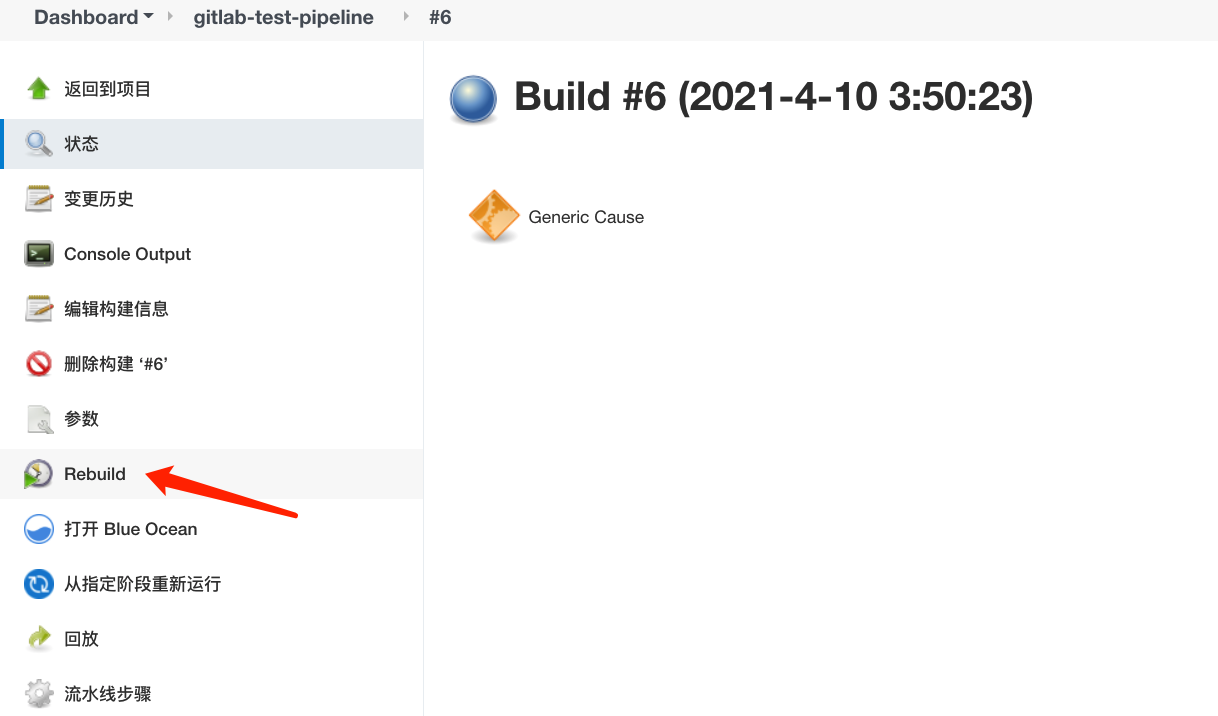 Dashboard gitlab-test-pipeline #6
返回到项目
状态
变更历史
Console Output
编辑构建信息
删除构建 ‘#6’
参数
Rebuild
打开 Blue Ocean
从指定阶段重新运行
回放
流水线步骤
Build #6 (2021-4-10 3:50:23)
Generic Cause